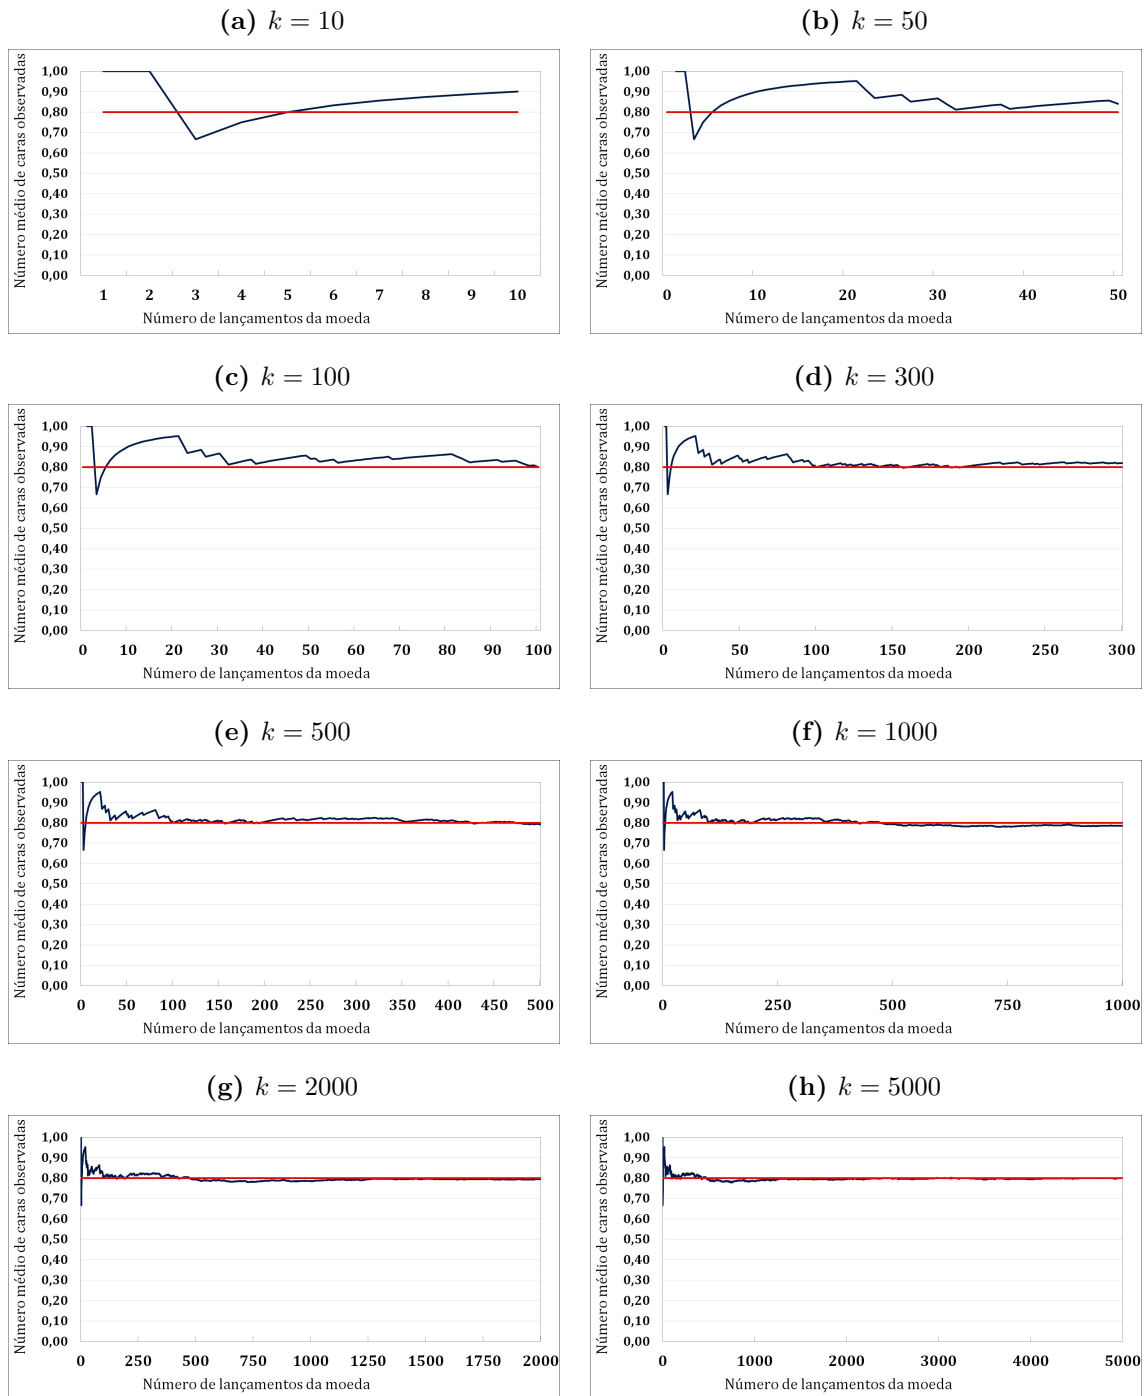 (a) k = 10
Número médio de caras observadas
1,00
0,90
0,80
0,70
0,60
0,50
0,40
0,30
0,20
0,10
0,00
1 2 3 4 5 6 7 8 9 10
Número de lançamentos da moeda
(b) k = 50
Número médio de caras observadas
1,00
0,90
0,80
0,70
0,60
0,50
0,40
0,30
0,20
0,10
0,00
0 10 20 30 40 50
Número de lançamentos da moeda
(c) k = 100
Número médio de caras observadas
1,00
0,90
0,80
0,70
0,60
0,50
0,40
0,30
0,20
0,10
0,00
0 10 20 30 40 50 60 70 80 90 100
Número de lançamentos da moeda
(d) k = 300
Número médio de caras observadas
1,00
0,90
0,80
0,70
0,60
0,50
0,40
0,30
0,20
0,10
0,00
0 50 100 150 200 250 300
Número de lançamentos da moeda
(e) k = 500
Número médio de caras observadas
1,00
0,90
0,80
0,70
0,60
0,50
0,40
0,30
0,20
0,10
0,00
0 50 100 150 200 250 300 350 400 450 500
Número de lançamentos da moeda
(f) k = 1000
Número médio de caras observadas
1,00
0,90
0,80
0,70
0,60
0,50
0,40
0,30
0,20
0,10
0,00
0 250 500 750 1000
Número de lançamentos da moeda
(g) k = 2000
Número médio de caras observadas
1,00
0,90
0,80
0,70
0,60
0,50
0,40
0,30
0,20
0,10
0,00
0 250 500 750 1000 1250 1500 1750 2000
Número de lançamentos da moeda
(h) k = 5000
Número médio de caras observadas
1,00
0,90
0,80
0,70
0,60
0,50
0,40
0,30
0,20
0,10
0,00
0 1000 2000 3000 4000 5000
Número de lançamentos da moeda